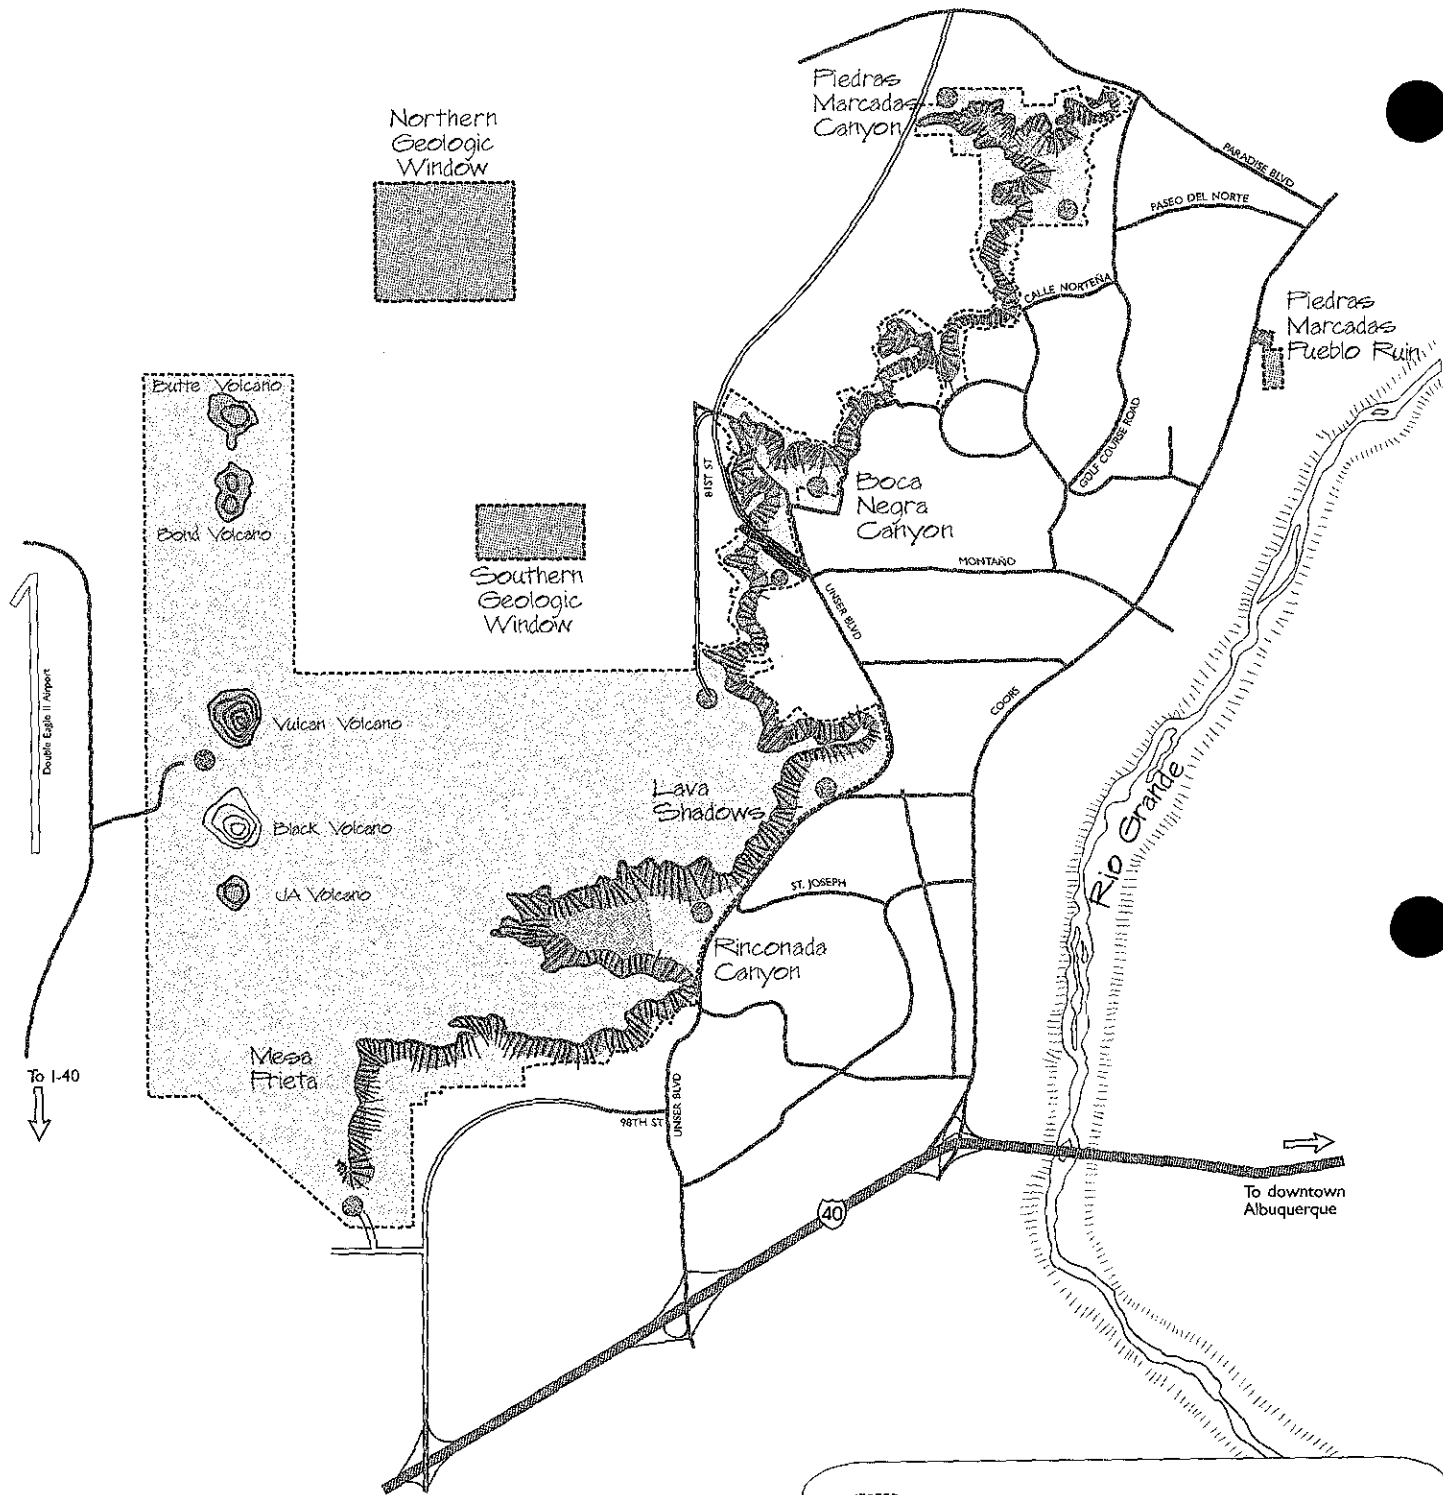 Piedras
Marcadas
Canyon
Northern
Geologic
Window
PARADISE BLVD
PASEO DEL NORTE
CALLE NORTEÑA
Piedras
Marcadas
Pueblo Ruin
Butte Volcano
81ST ST
GOLF COURSE ROAD
Boca
Negra
Canyon
Bond Volcano
Southern
Geologic
Window
MONTAÑO
UNSER BLVD
Double Eagle II Airport
Vulcan Volcano
COORS
Lava
Shadows
Rio Grande
Black Volcano
JA Volcano
ST. JOSEPH
Rinconada
Canyon
Mesa
Prieta
To I-40
98TH ST
UNSER BLVD
40
To downtown
Albuquerque